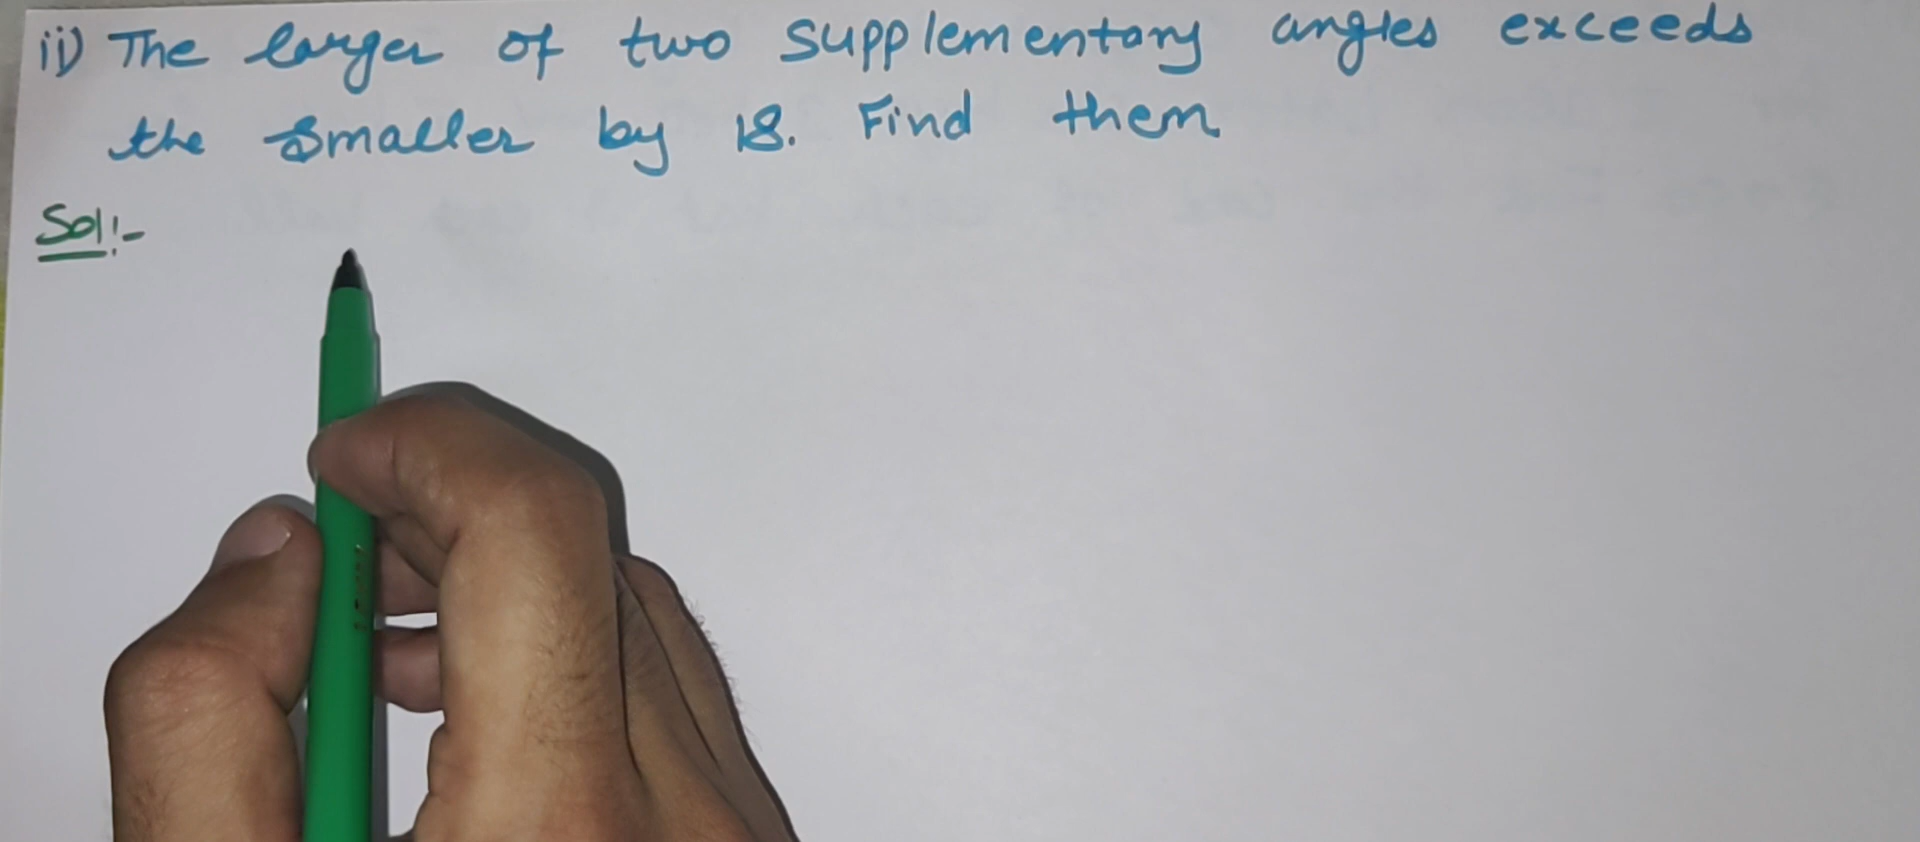 ii) The larger of two supplementary angles exceeds
the smaller by 18. Find them
Sol:-